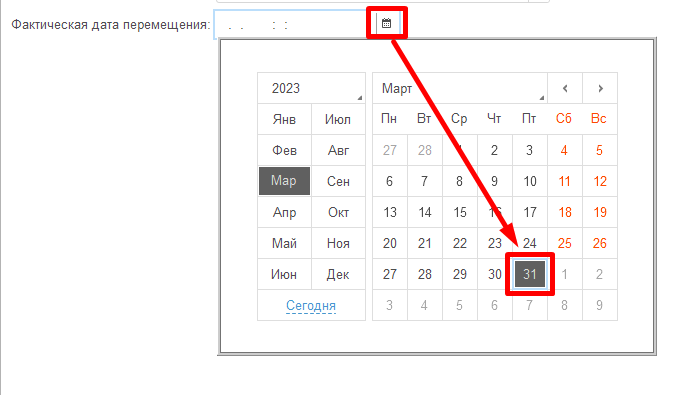 Фактическая дата перемещения: . . : :
2023 Март
Янв Июл Пн Вт Ср Чт Пт Сб Вс
Фев Авг 27 28 1 2 3 4 5
Мар Сен 6 7 8 9 10 11 12
Апр Окт 13 14 15 16 17 18 19
Май Ноя 20 21 22 23 24 25 26
Июн Дек 27 28 29 30 31 1 2
Сегодня 3 4 5 6 7 8 9